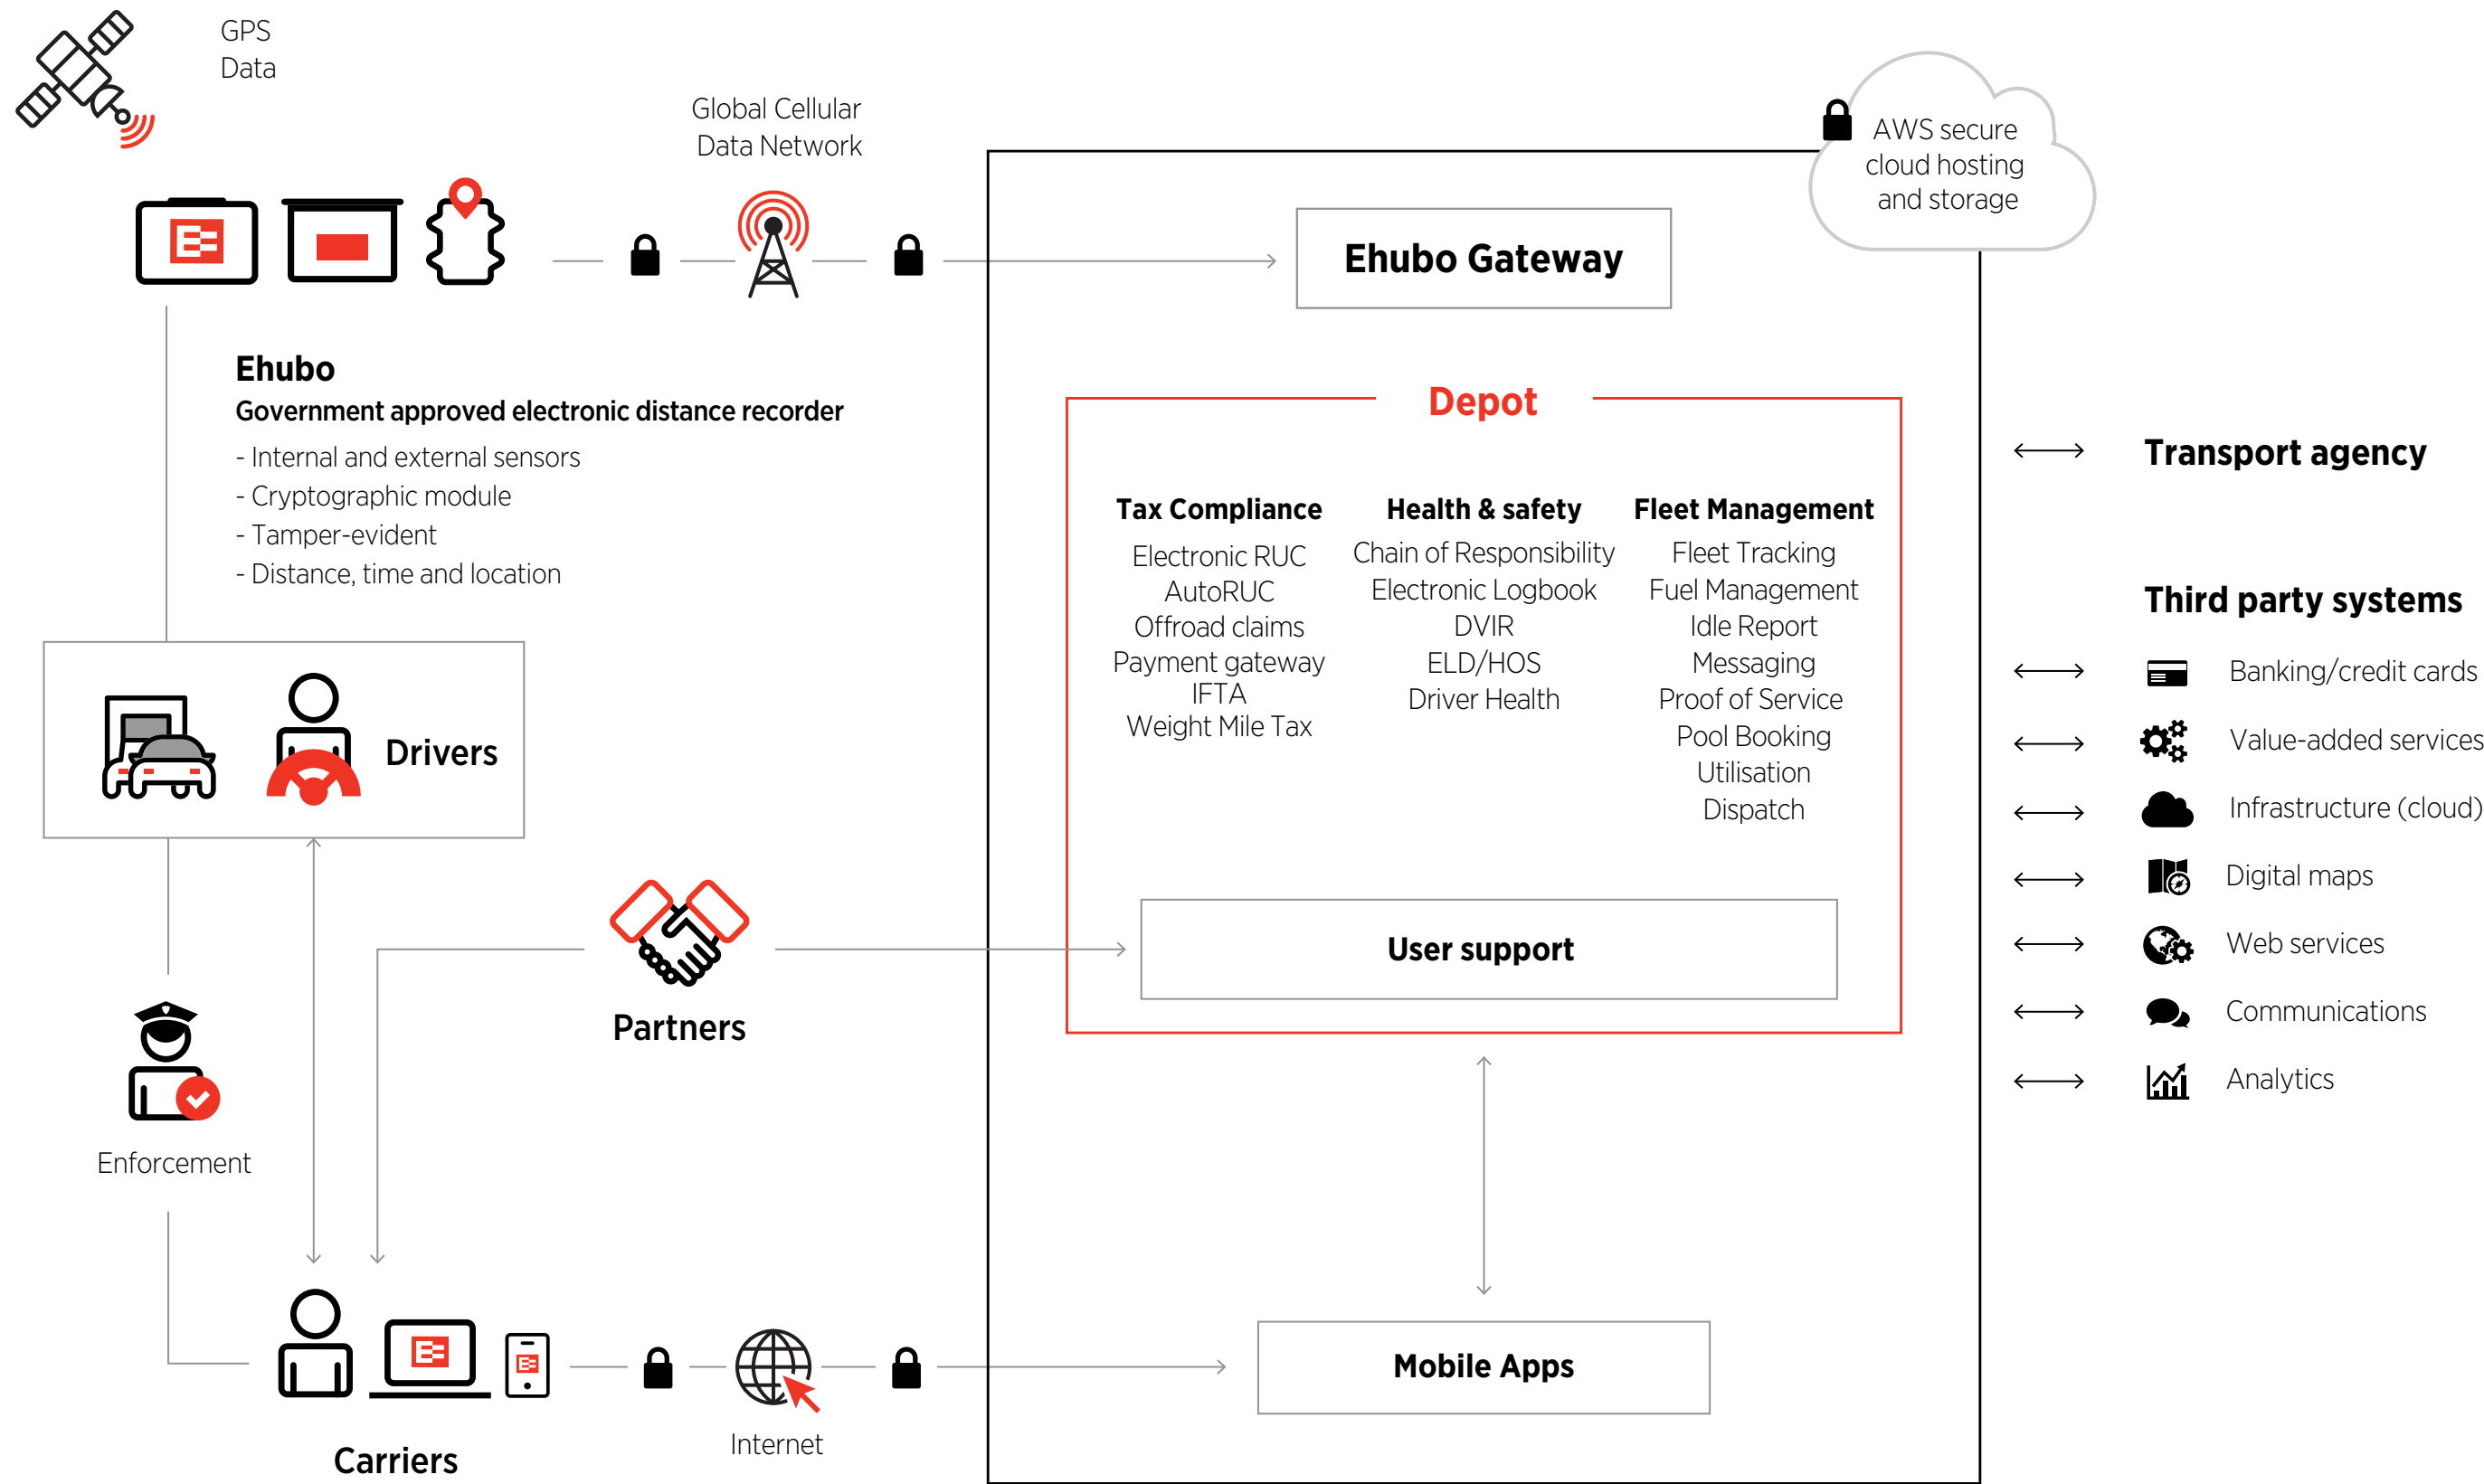 GPS
Data
Global Cellular
Data Network
AWS secure
cloud hosting
and storage
Ehubo Gateway
Ehubo
Government approved electronic distance recorder
- Internal and external sensors
- Cryptographic module
- Tamper-evident
- Distance, time and location
Drivers
Enforcement
Partners
Carriers
Internet
Depot
Tax Compliance
Electronic RUC
AutoRUC
Offroad claims
Payment gateway
IFTA
Weight Mile Tax
Health & safety
Chain of Responsibility
Electronic Logbook
DVIR
ELD/HOS
Driver Health
Fleet Management
Fleet Tracking
Fuel Management
Idle Report
Messaging
Proof of Service
Pool Booking
Utilisation
Dispatch
User support
Mobile Apps
Transport agency
Third party systems
Banking/credit cards
Value-added services
Infrastructure (cloud)
Digital maps
Web services
Communications
Analytics